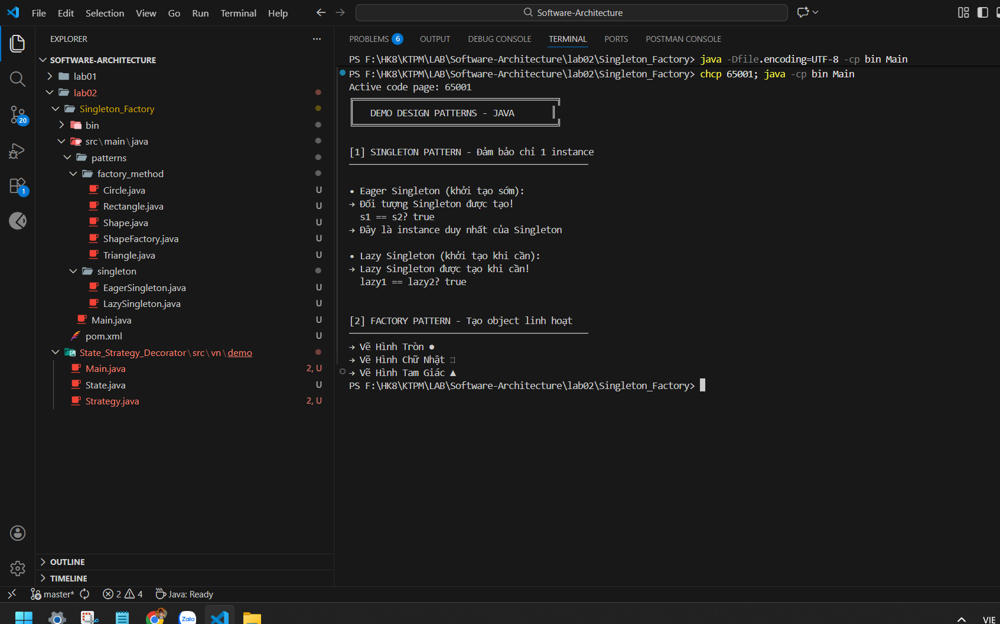 File Edit Selection View Go Run Terminal Help
Software-Architecture
EXPLORER
SOFTWARE-ARCHITECTURE
lab01
lab02
Singleton_Factory
bin
src\main\java
patterns
factory_method
Circle.java U
Rectangle.java U
Shape.java U
ShapeFactory.java U
Triangle.java U
singleton
EagerSingleton.java U
LazySingleton.java U
Main.java U
pom.xml U
State_Strategy_Decorator\src\vn\demo
Main.java 2, U
State.java U
Strategy.java 2, U
OUTLINE
TIMELINE
20
1
PROBLEMS 6 OUTPUT DEBUG CONSOLE TERMINAL PORTS POSTMAN CONSOLE
PS F:\HK8\KTPM\LAB\Software-Architecture\lab02\Singleton_Factory> java -Dfile.encoding=UTF-8 -cp bin Main
PS F:\HK8\KTPM\LAB\Software-Architecture\lab02\Singleton_Factory> chcp 65001; java -cp bin Main
Active code page: 65001
DEMO DESIGN PATTERNS - JAVA
[1] SINGLETON PATTERN - Đảm bảo chỉ 1 instance
• Eager Singleton (khởi tạo sớm):
→ Đối tượng Singleton được tạo!
s1 == s2? true
→ Đây là instance duy nhất của Singleton
• Lazy Singleton (khởi tạo khi cần):
→ Lazy Singleton được tạo khi cần!
lazy1 == lazy2? true
[2] FACTORY PATTERN - Tạo object linh hoạt
→ Vẽ Hình Tròn ●
→ Vẽ Hình Chữ Nhật □
→ Vẽ Hình Tam Giác ▲
PS F:\HK8\KTPM\LAB\Software-Architecture\lab02\Singleton_Factory>
master* 2 4 Java: Ready
Zalo
VIE